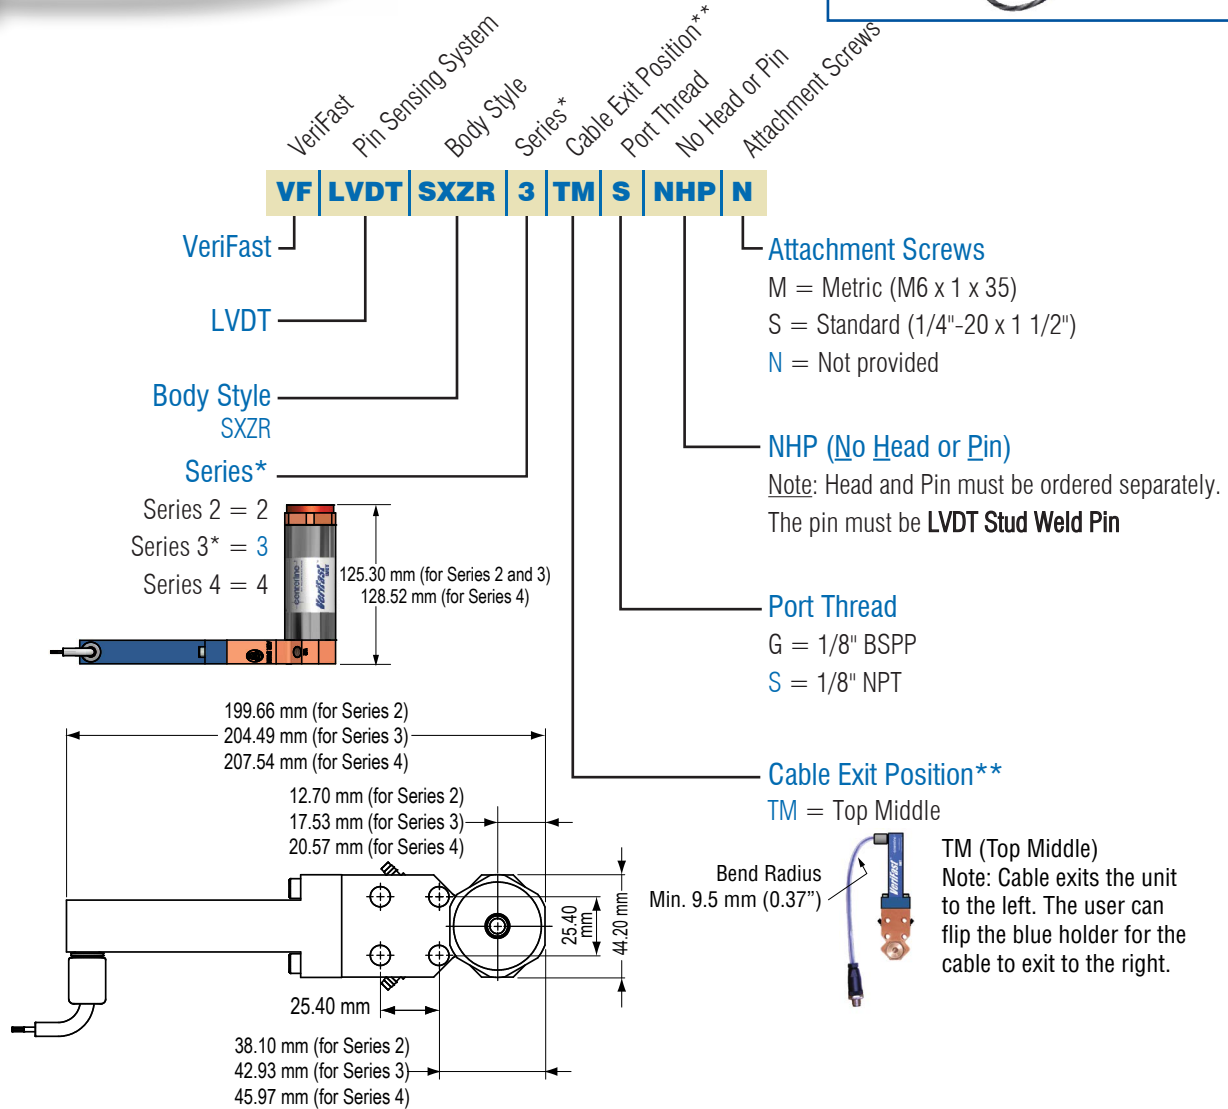 VeriFast
Pin Sensing System
Body Style
Series*
Cable Exit Position**
Port Thread
No Head or Pin
Attachment Screws
VF LVDT SXZR 3 TM S NHP N
VeriFast
LVDT
Body Style
SXZR
Series*
Series 2 = 2
Series 3* = 3
Series 4 = 4
VeriFast
125.30 mm (for Series 2 and 3)
128.52 mm (for Series 4)
199.66 mm (for Series 2)
204.49 mm (for Series 3)
207.54 mm (for Series 4)
12.70 mm (for Series 2)
17.53 mm (for Series 3)
20.57 mm (for Series 4)
25.40 mm
44.20 mm
25.40 mm
38.10 mm (for Series 2)
42.93 mm (for Series 3)
45.97 mm (for Series 4)
Attachment Screws
M = Metric (M6 x 1 x 35)
S = Standard (1/4"-20 x 1 1/2")
N = Not provided
NHP (No Head or Pin)
Note: Head and Pin must be ordered separately.
The pin must be LVDT Stud Weld Pin
Port Thread
G = 1/8" BSPP
S = 1/8" NPT
Cable Exit Position**
TM = Top Middle
Bend Radius
Min. 9.5 mm (0.37”)
VeriFast
TM (Top Middle)
Note: Cable exits the unit
to the left. The user can
flip the blue holder for the
cable to exit to the right.